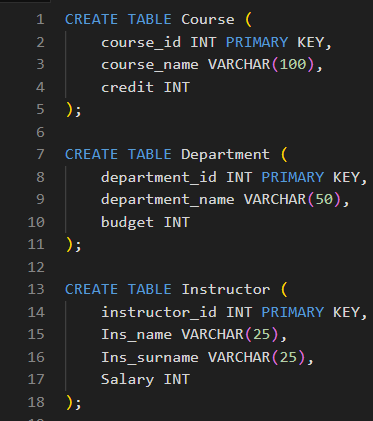 1 CREATE TABLE Course (
2 course_id INT PRIMARY KEY,
3 course_name VARCHAR(100),
4 credit INT
5 );
6
7 CREATE TABLE Department (
8 department_id INT PRIMARY KEY,
9 department_name VARCHAR(50),
10 budget INT
11 );
12
13 CREATE TABLE Instructor (
14 instructor_id INT PRIMARY KEY,
15 Ins_name VARCHAR(25),
16 Ins_surname VARCHAR(25),
17 Salary INT
18 );